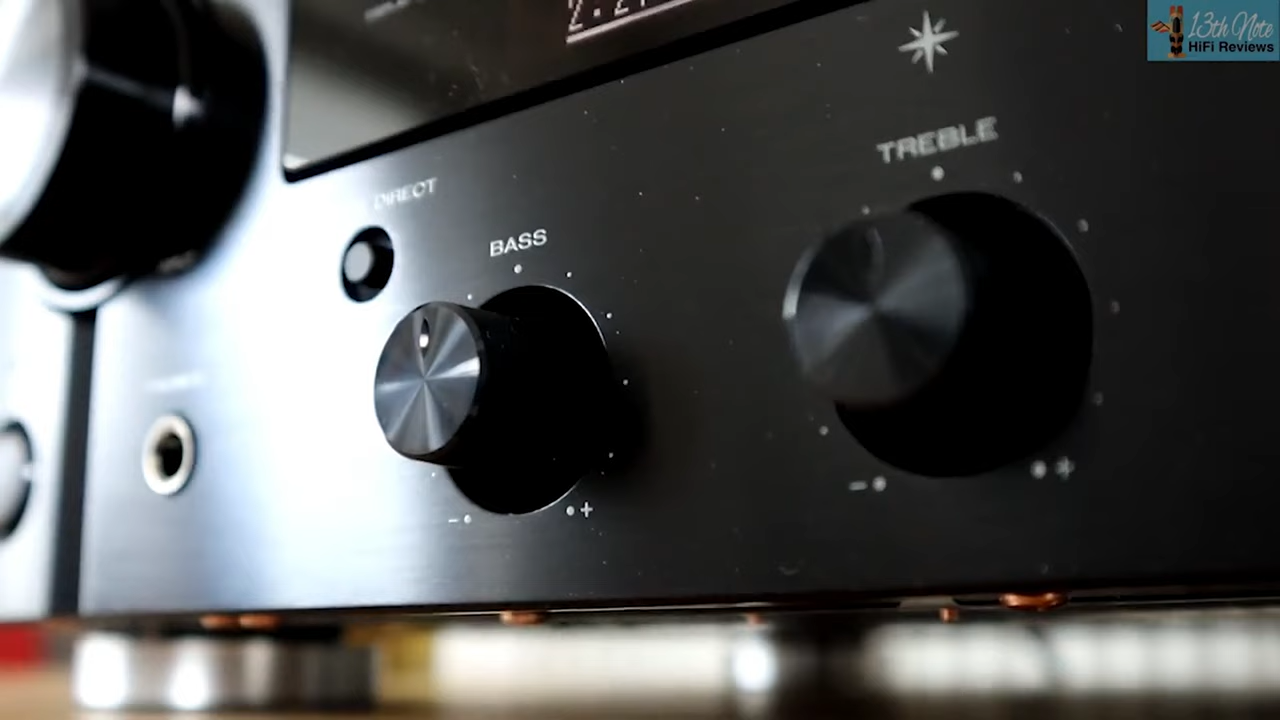 13th Note
HiFi Reviews
TREBLE
DIRECT
BASS
- +
- +